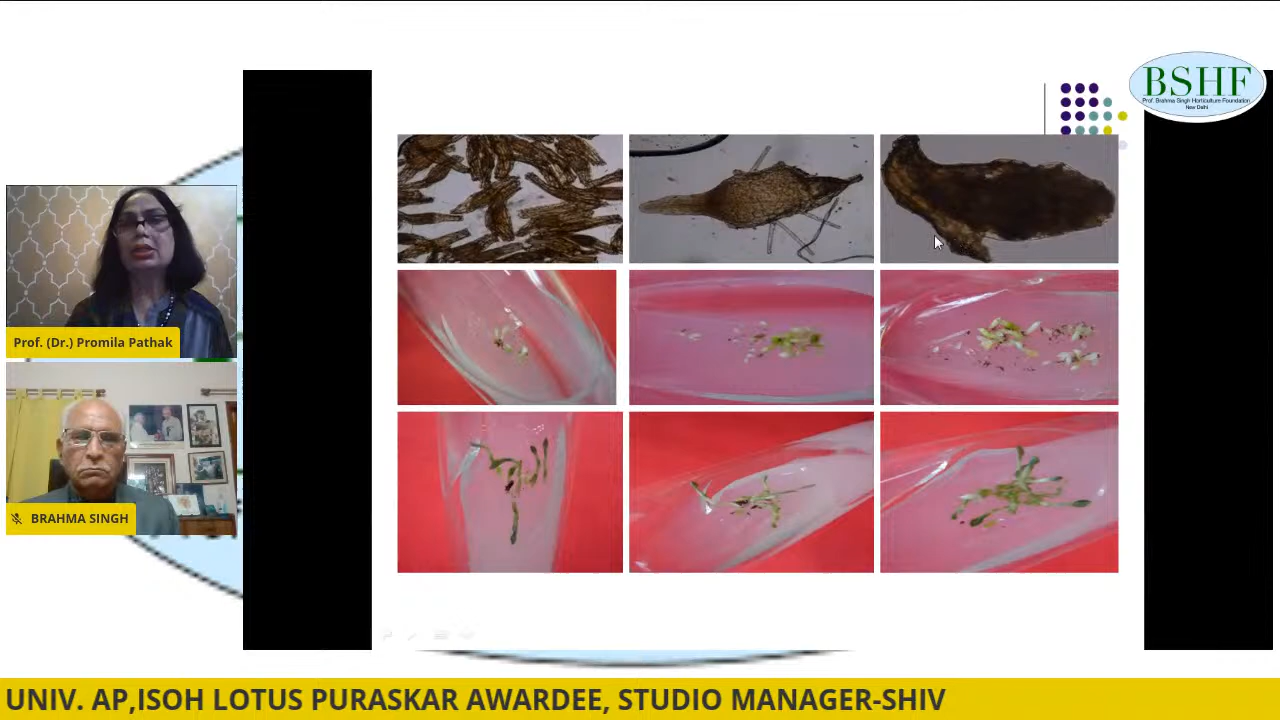 BSHF
Prof. Brahma Singh Horticulture Foundation
New Delhi
Prof. (Dr.) Promila Pathak
BRAHMA SINGH
UNIV. AP,ISOH LOTUS PURASKAR AWARDEE, STUDIO MANAGER-SHIV